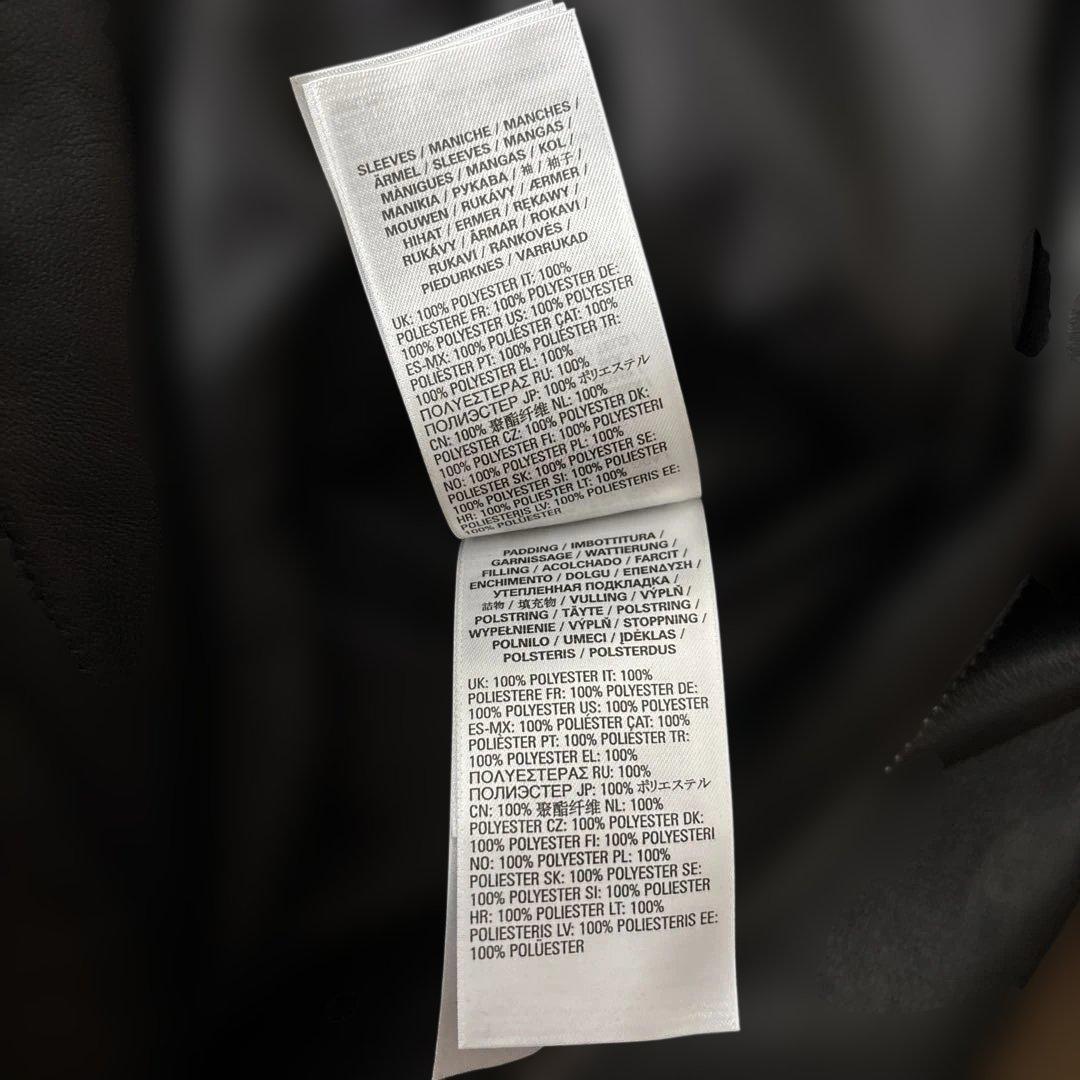 SLEEVES / MANICHE / MANCHES /
ÄRMEL / SLEEVES / MANGAS /
MÀNIGUES / MANGAS / KOL /
MANIKIA / РУКАВА / 袖 / 袖子 /
MOUWEN / RUKÁVY / ÆRMER /
HIHAT / ERMER / RĘKAWY /
RUKÁVY / ÄRMAR / ROKAVI /
RUKAVI / RANKOVĖS /
PIEDURKNES / VARRUKAD
UK: 100% POLYESTER IT: 100%
POLIESTERE FR: 100% POLYESTER DE:
100% POLYESTER US: 100% POLYESTER
ES-MX: 100% POLIÉSTER CAT: 100%
POLIÈSTER PT: 100% POLIÉSTER TR:
100% POLYESTER EL: 100%
ΠΟΛΥΕΣΤΕΡΑΣ RU: 100%
ПОЛИЭСТЕР JP: 100% ポリエステル
CN: 100% 聚酯纤维 NL: 100%
POLYESTER CZ: 100% POLYESTER DK:
100% POLYESTER FI: 100% POLYESTERI
NO: 100% POLYESTER PL: 100%
POLIESTER SK: 100% POLYESTER SE:
100% POLYESTER SI: 100% POLIESTER
HR: 100% POLIESTER LT: 100%
POLIESTERIS LV: 100% POLIESTERIS EE:
100% POLÜESTER
PADDING / IMBOTTITURA /
GARNISSAGE / WATTIERUNG /
FILLING / ACOLCHADO / FARCIT /
ENCHIMENTO / DOLGU / ΕΠΕΝΔΥΣΗ /
УТЕПЛЕННАЯ ПОДКЛАДКА /
詰物 / 填充物 / VULLING / VÝPLŇ /
POLSTRING / TÄYTE / POLSTRING /
WYPEŁNIENIE / VÝPLŇ / STOPPNING /
POLNILO / UMECI / ĮDĖKLAS /
POLSTERIS / POLSTERDUS
UK: 100% POLYESTER IT: 100%
POLIESTERE FR: 100% POLYESTER DE:
100% POLYESTER US: 100% POLYESTER
ES-MX: 100% POLIÉSTER CAT: 100%
POLIÈSTER PT: 100% POLIÉSTER TR:
100% POLYESTER EL: 100%
ΠΟΛΥΕΣΤΕΡΑΣ RU: 100%
ПОЛИЭСТЕР JP: 100% ポリエステル
CN: 100% 聚酯纤维 NL: 100%
POLYESTER CZ: 100% POLYESTER DK:
100% POLYESTER FI: 100% POLYESTERI
NO: 100% POLYESTER PL: 100%
POLIESTER SK: 100% POLYESTER SE:
100% POLYESTER SI: 100% POLIESTER
HR: 100% POLIESTER LT: 100%
POLIESTERIS LV: 100% POLIESTERIS EE:
100% POLÜESTER